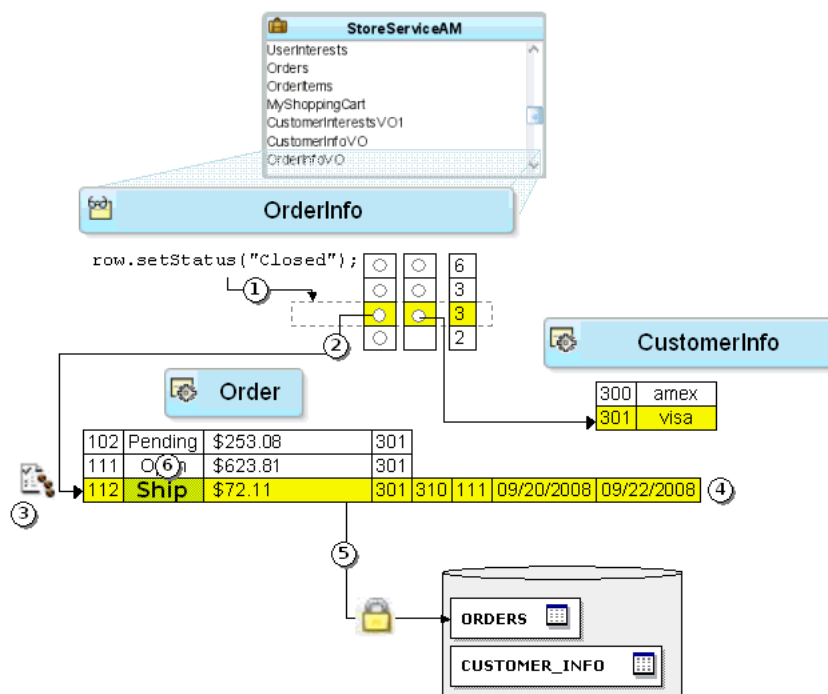 StoreServiceAM
UserInterests
Orders
OrderItems
MyShoppingCart
CustomerInterestsVO1
CustomerInfoVO
OrderInfoVO
OrderInfo
row.setStatus("Closed");
6
3
3
2
1
2
CustomerInfo
300 amex
301 visa
Order
102 Pending $253.08 301
111 $623.81 301
6
112 Ship $72.11 301 310 111 09/20/2008 09/22/2008
4
3
5
ORDERS
CUSTOMER_INFO